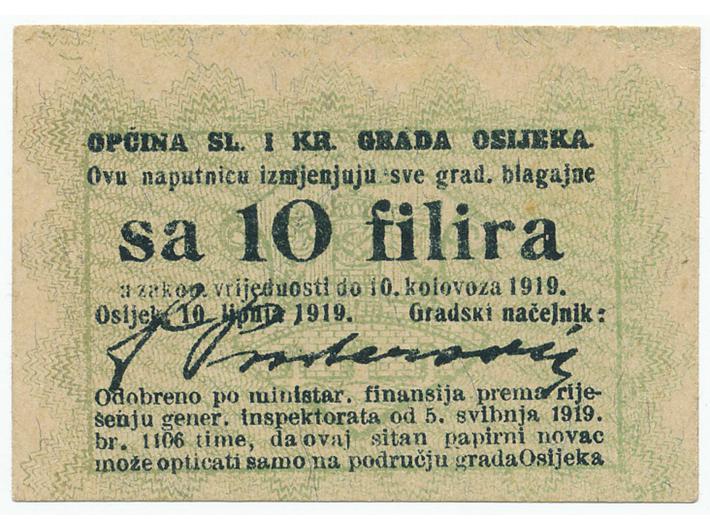 OPĆINA SL. I KR. GRADA OSIJEKA.
Ovu naputnicu izmjenjuju sve grad. blagajne
sa 10 filira
u zakon. vrijednosti do 10. kolovoza 1919.
Osijek, 10. lipnja 1919. Gradski načelnik:
Odobreno po ministar. finansija prema rije-
šenju gener. inspektorata od 5. svibnja 1919.
br. 1106 time, da ovaj sitan papirni novac
može opticati samo na području grada Osijeka